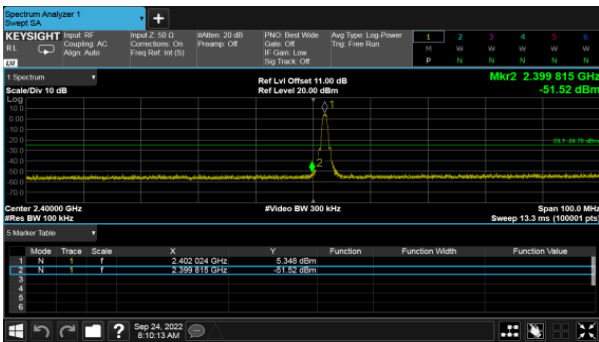 Spectrum Analyzer 1
Swept SA
+
KEYSIGHT Input: RF Input Z: 50 Ω #Atten: 20 dB PNO: Best Wide Avg Type: Log-Power 1 2 3 4 5 6
RL Coupling: AC Corrections: On Preamp: Off Gate: Off Trig: Free Run M W W W W W
Align: Auto Freq Ref: Int (S) IF Gain: Low
LXI Sig Track: Off P N N N N N
1 Spectrum Ref Lvl Offset 11.00 dB Mkr2 2.399 815 GHz
Scale/Div 10 dB Ref Level 20.00 dBm -51.52 dBm
Log
10.0
0.00
-10.0
-20.0
-30.0
-40.0
-50.0
-60.0
-70.0
1
2
DL1 -24.70 dBm
Center 2.40000 GHz #Video BW 300 kHz Span 100.0 MHz
#Res BW 100 kHz Sweep 13.3 ms (100001 pts)
5 Marker Table
Mode Trace Scale X Y Function Function Width Function Value
1 N 1 f 2.402 024 GHz 5.348 dBm
2 N 1 f 2.399 815 GHz -51.52 dBm
3
4
5
6
? Sep 24, 2022
8:10:13 AM